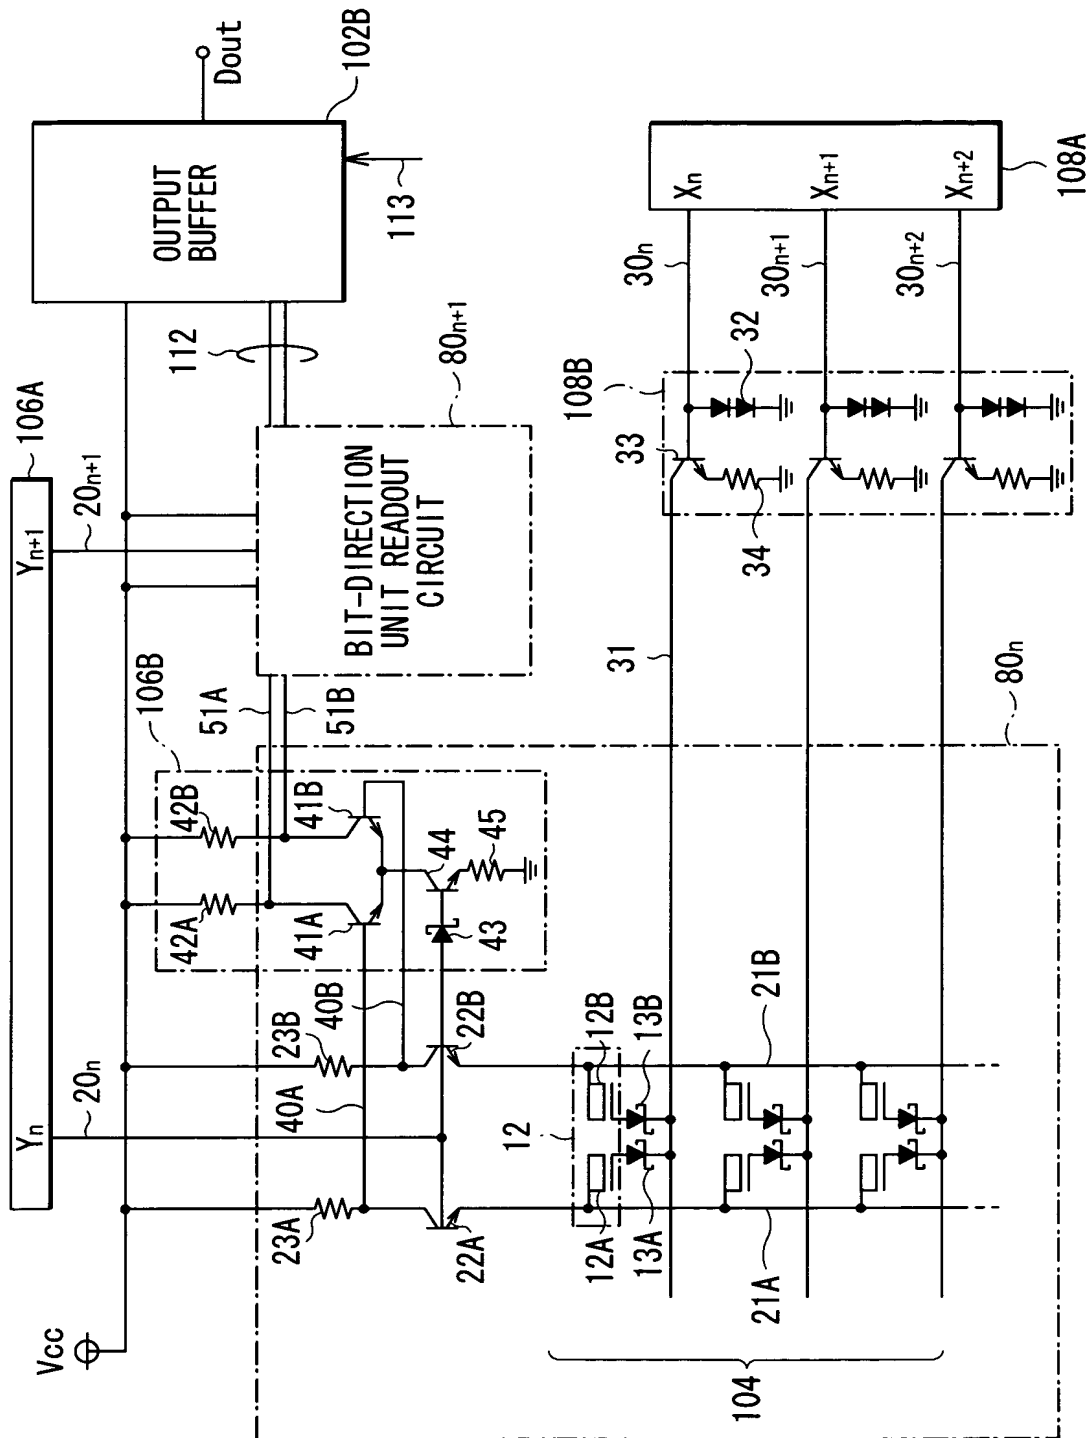 Vcc
Yn
106A
Yn+1
20n
20n+1
106B
42A
42B
51A
51B
112
OUTPUT
BUFFER
Dout
102B
113
23A
23B
40A
40B
41A
41B
44
45
43
22A
22B
BIT-DIRECTION
UNIT READOUT
CIRCUIT
80n+1
12
12A
12B
13A
13B
21A
21B
104
31
80n
108B
33
34
32
30n
30n+1
30n+2
Xn
Xn+1
Xn+2
108A